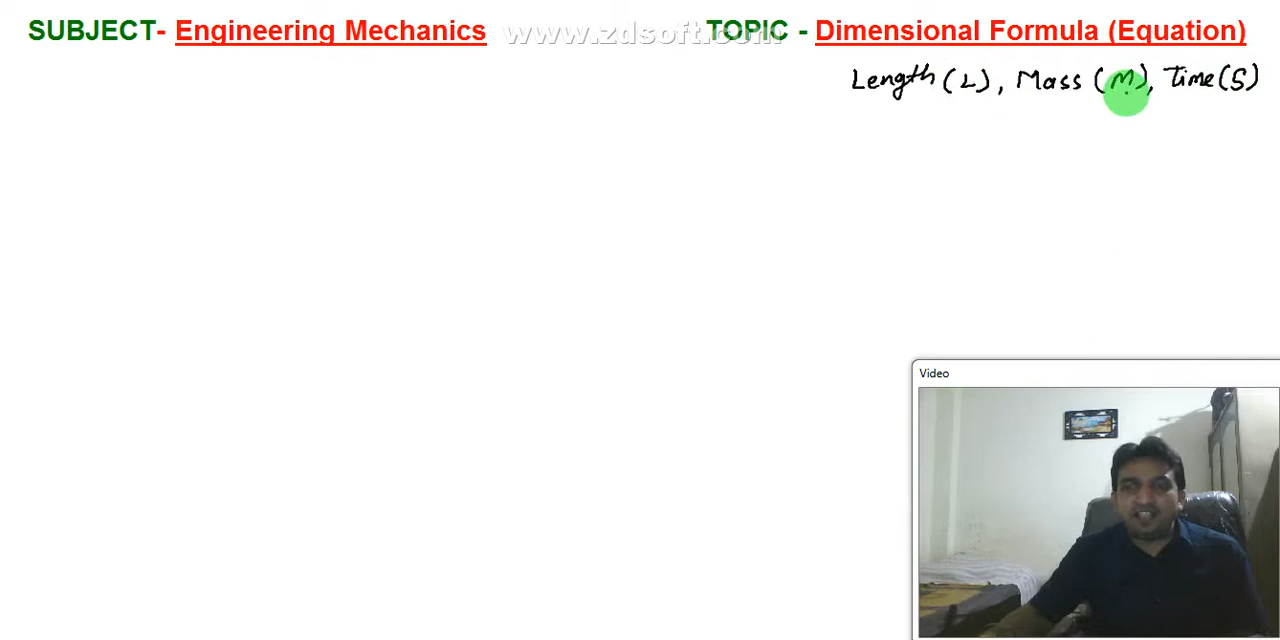 SUBJECT- Engineering Mechanics www.zdsoft.com TOPIC - Dimensional Formula (Equation)
Length (L), Mass (M), Time (S)
Video